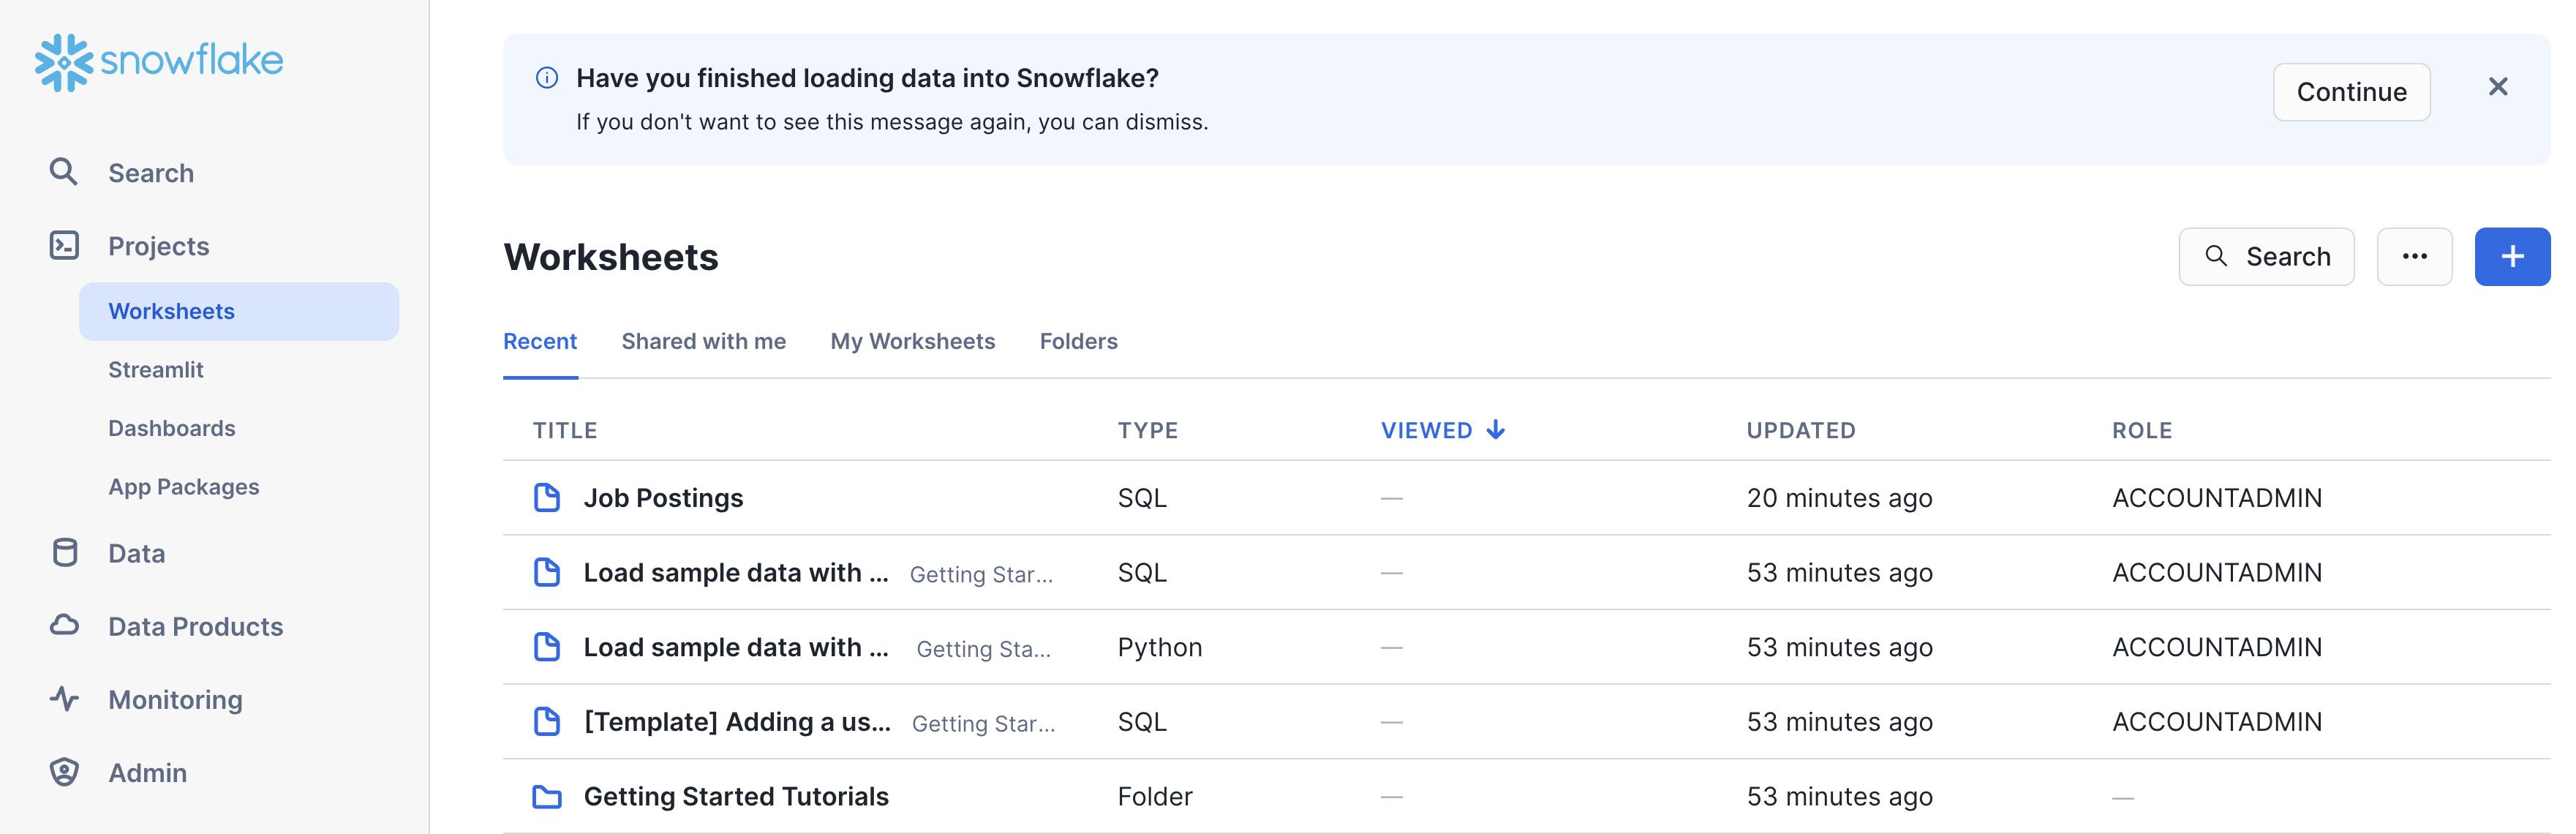 snowflake
Search
Projects
Worksheets
Streamlit
Dashboards
App Packages
Data
Data Products
Monitoring
Admin
Have you finished loading data into Snowflake?
If you don't want to see this message again, you can dismiss.
Continue
Worksheets
Search
Recent Shared with me My Worksheets Folders
TITLE TYPE VIEWED UPDATED ROLE
Job Postings SQL — 20 minutes ago ACCOUNTADMIN
Load sample data with ... Getting Star... SQL — 53 minutes ago ACCOUNTADMIN
Load sample data with ... Getting Sta... Python — 53 minutes ago ACCOUNTADMIN
[Template] Adding a us... Getting Star... SQL — 53 minutes ago ACCOUNTADMIN
Getting Started Tutorials Folder — 53 minutes ago —